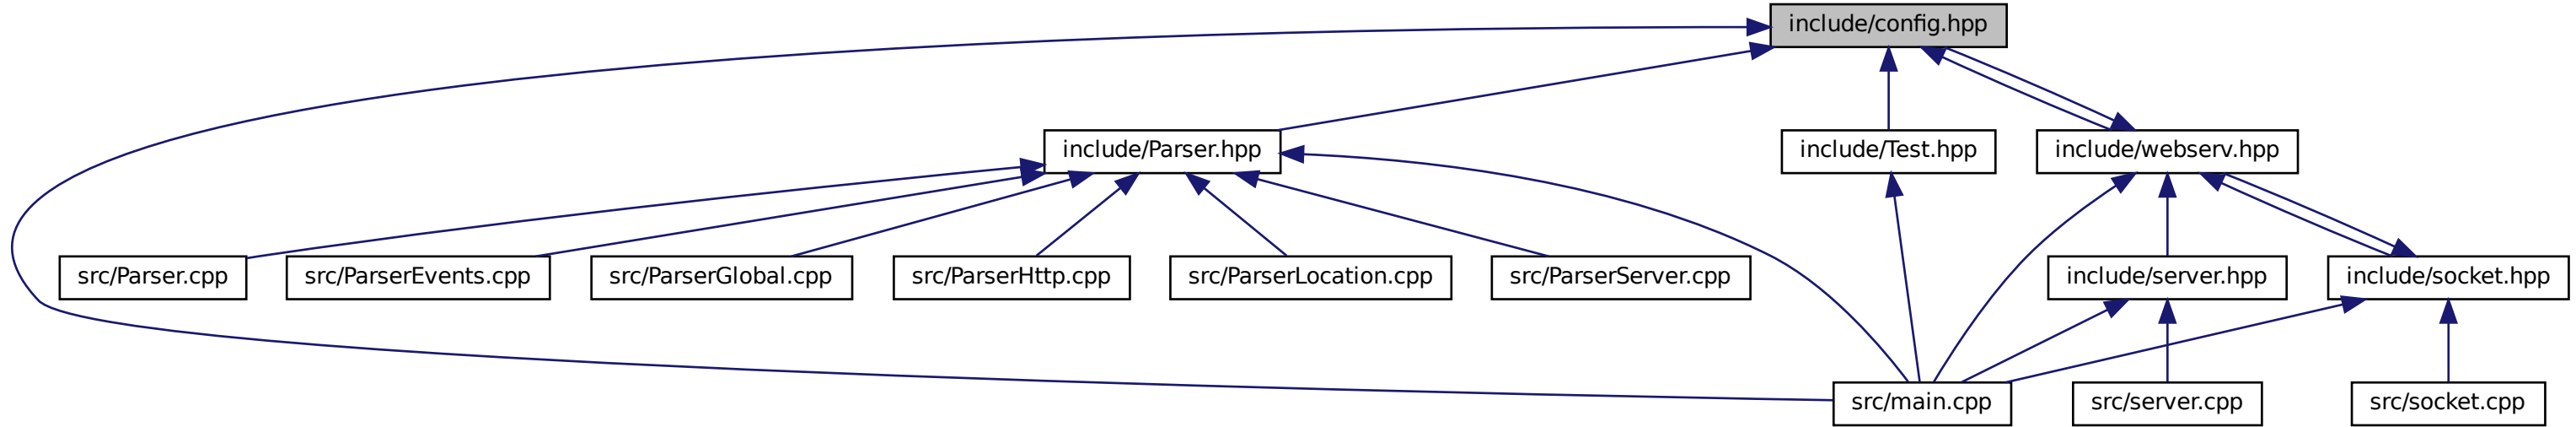 include/config.hpp
include/Parser.hpp
include/Test.hpp
include/webserv.hpp
src/Parser.cpp
src/ParserEvents.cpp
src/ParserGlobal.cpp
src/ParserHttp.cpp
src/ParserLocation.cpp
src/ParserServer.cpp
include/server.hpp
include/socket.hpp
src/main.cpp
src/server.cpp
src/socket.cpp